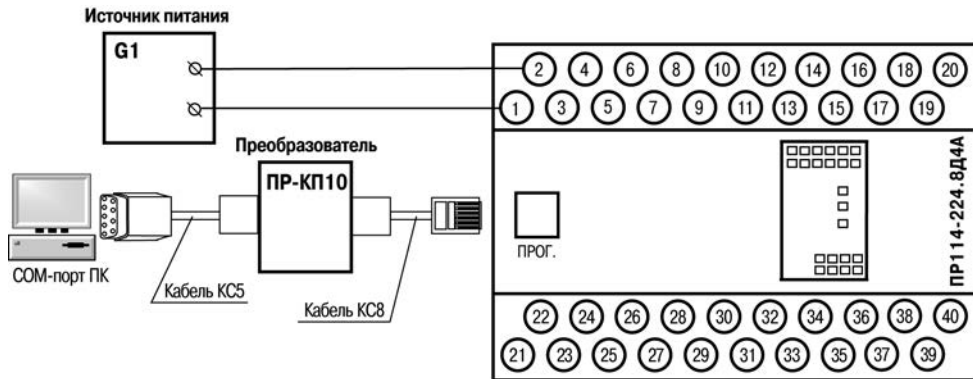 Источник питания
G1
2 4 6 8 10 12 14 16 18 20
1 3 5 7 9 11 13 15 17 19
Преобразователь
ПР-КП10
ПРОГ.
ПР114-224.8Д4А
COM-порт ПК
Кабель КС5
Кабель КС8
22 24 26 28 30 32 34 36 38 40
21 23 25 27 29 31 33 35 37 39